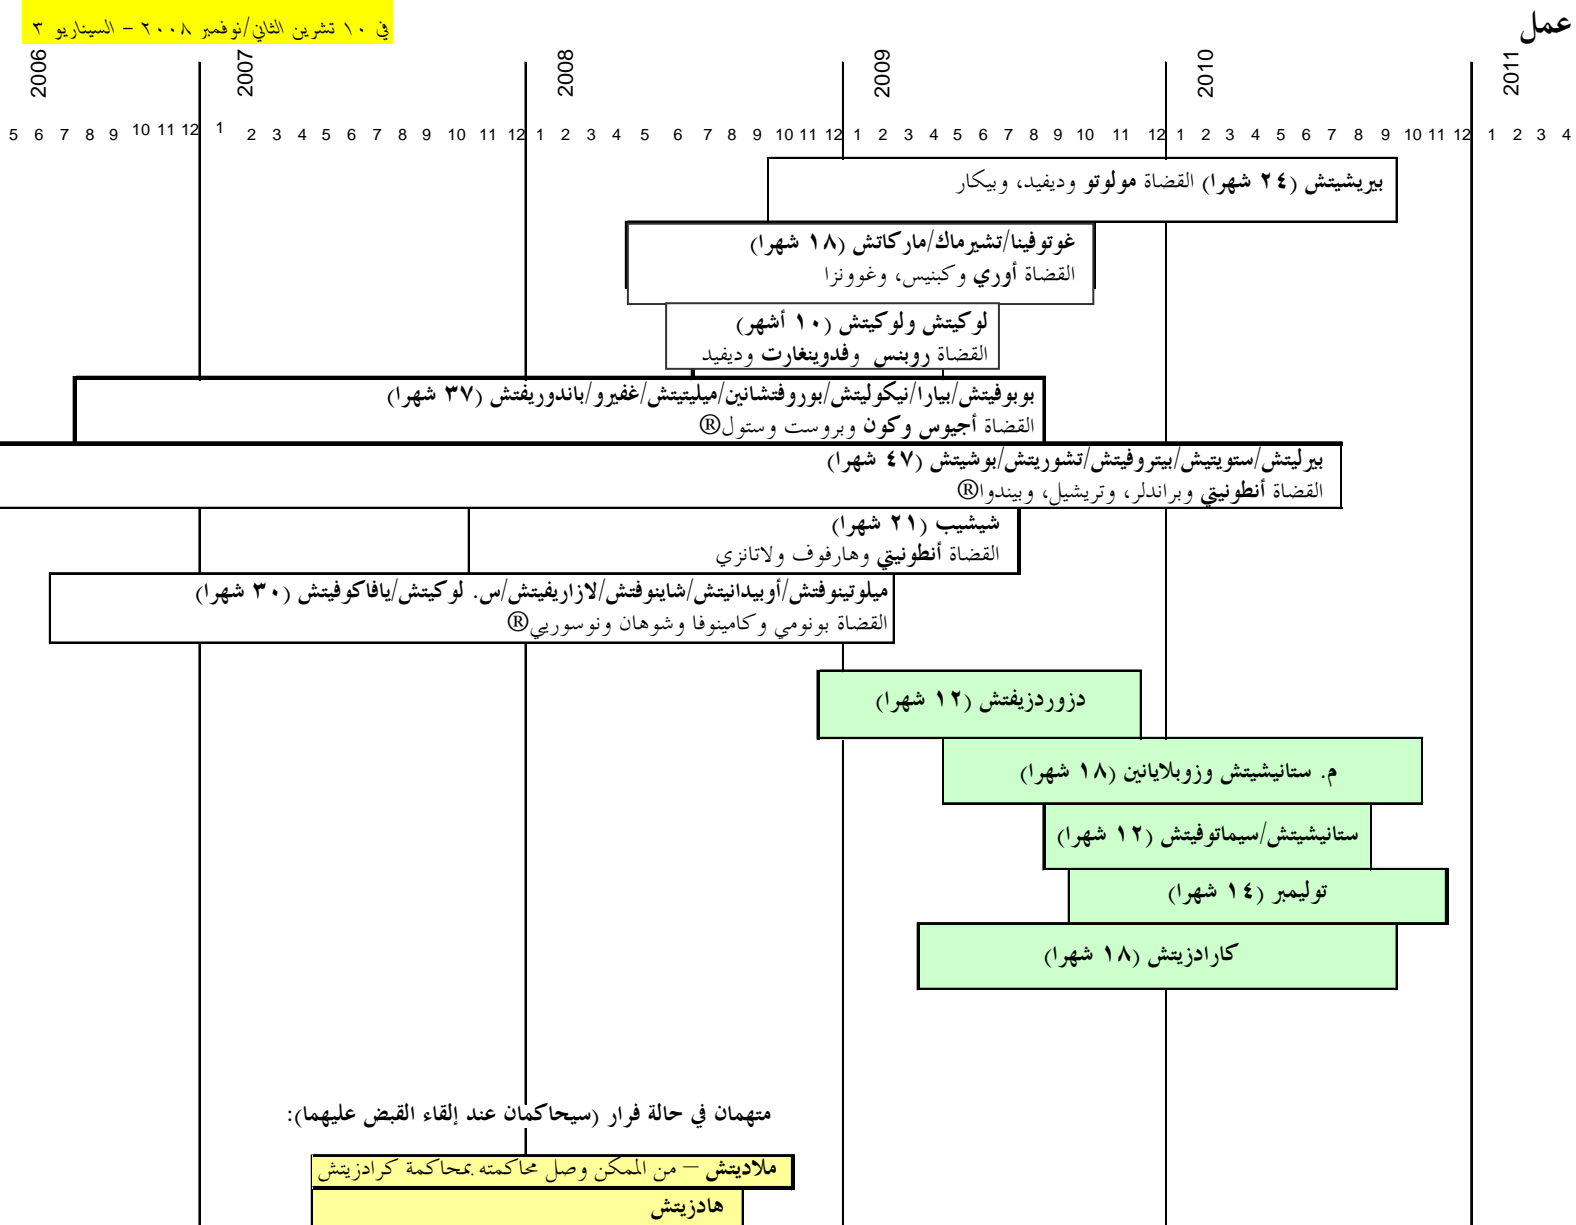 عمل
في ١٠ تشرين الثاني/نوفمبر ٢٠٠٨ - السيناريو ٣
2006 2007 2008 2009 2010 2011
5 6 7 8 9 10 11 12 1 2 3 4 5 6 7 8 9 10 11 12 1 2 3 4 5 6 7 8 9 10 11 12 1 2 3 4 5 6 7 8 9 10 11 12 1 2 3 4 5 6 7 8 9 10 11 12 1 2 3 4
بيريشيتش (٢٤ شهرا) القضاة مولوتو وديفيد، وبيكار
غوتوفينا/تشيرماك/ماركاتش (١٨ شهرا)
القضاة أوري وكبنيس، وغوونزا
لوكيتش ولوكيتش (١٠ أشهر)
القضاة روبنس وفدوينغارت وديفيد
بوبوفيتش/بيارا/نيكوليتش/بوروفتشانين/ميليتيتش/غفيرو/باندوريفتش (٣٧ شهرا)
القضاة أجيوس وكون وبروست وستول®
بيرليتش/ستويتيش/بيتروفيتش/تشوريتش/بوشيتش (٤٧ شهرا)
القضاة أنطونيتي وبراندلر، وتريشيل، وبيندوا®
شيشيب (٢١ شهرا)
القضاة أنطونيتي وهارفوف ولاتانزي
ميلوتينوفتش/أوبيدانيتش/شاينوفتش/لازاريفيتش/س. لوكيتش/يافاكوفيتش (٣٠ شهرا)
القضاة بونومي وكامينوفا وشوهان ونوسوريي®
دزوردزيفتش (١٢ شهرا)
م. ستانيشيتش وزوبلايانين (١٨ شهرا)
ستانيشيتش/سيماتوفيتش (١٢ شهرا)
توليمبر (١٤ شهرا)
كارادزيتش (١٨ شهرا)
متهمان في حالة فرار (سيحاكمان عند إلقاء القبض عليهما):
ملاديتش – من الممكن وصل محاكمته بمحاكمة كرادزيتش
هادزيتش